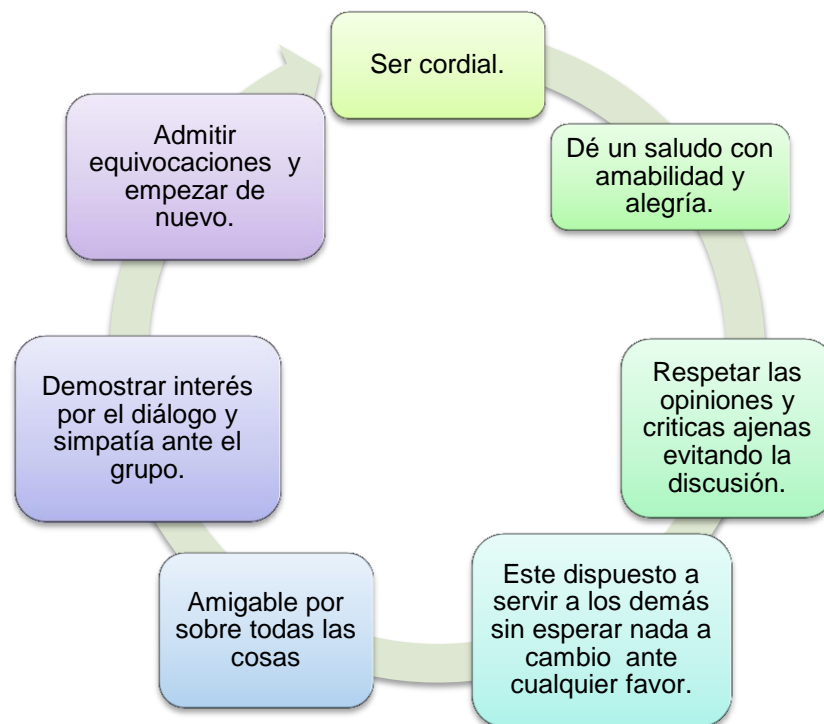 Ser cordial.
Dé un saludo con
amabilidad y
alegría.
Respetar las
opiniones y
criticas ajenas
evitando la
discusión.
Este dispuesto a
servir a los demás
sin esperar nada a
cambio  ante
cualquier favor.
Amigable por
sobre todas las
cosas
Demostrar interés
por el diálogo y
simpatía ante el
grupo.
Admitir
equivocaciones  y
empezar de
nuevo.